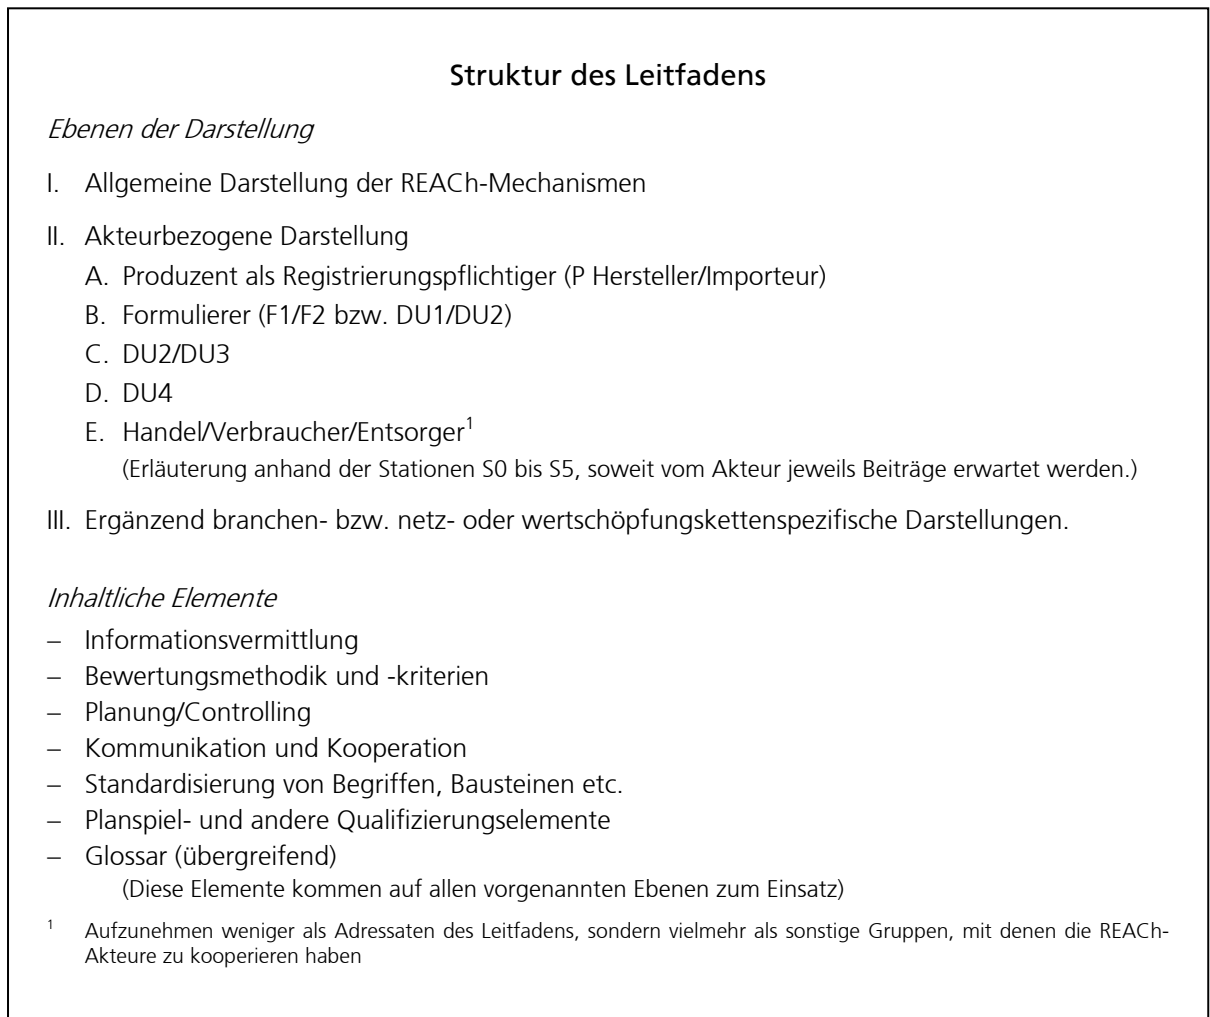 Struktur des Leitfadens
Ebenen der Darstellung
I. Allgemeine Darstellung der REACh-Mechanismen
II. Akteurbezogene Darstellung
A. Produzent als Registrierungspflichtiger (P Hersteller/Importeur)
B. Formulierer (F1/F2 bzw. DU1/DU2)
C. DU2/DU3
D. DU4
E. Handel/Verbraucher/Entsorger¹
(Erläuterung anhand der Stationen S0 bis S5, soweit vom Akteur jeweils Beiträge erwartet werden.)
III. Ergänzend branchen- bzw. netz- oder wertschöpfungskettenspezifische Darstellungen.
Inhaltliche Elemente
– Informationsvermittlung
– Bewertungsmethodik und -kriterien
– Planung/Controlling
– Kommunikation und Kooperation
– Standardisierung von Begriffen, Bausteinen etc.
– Planspiel- und andere Qualifizierungselemente
– Glossar (übergreifend)
(Diese Elemente kommen auf allen vorgenannten Ebenen zum Einsatz)
¹ Aufzunehmen weniger als Adressaten des Leitfadens, sondern vielmehr als sonstige Gruppen, mit denen die REACh-
Akteure zu kooperieren haben